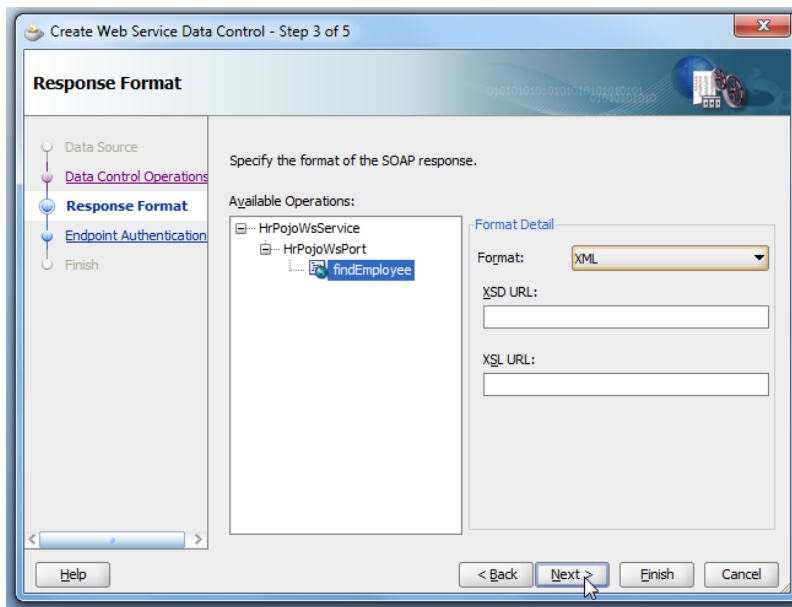 Create Web Service Data Control - Step 3 of 5
Response Format
Data Source
Data Control Operations
Response Format
Endpoint Authentication
Finish
Specify the format of the SOAP response.
Available Operations:
HrPojoWsService
HrPojoWsPort
findEmployee
Format Detail
Format: XML
XSD URL:
XSL URL:
Help
< Back
Next >
Finish
Cancel